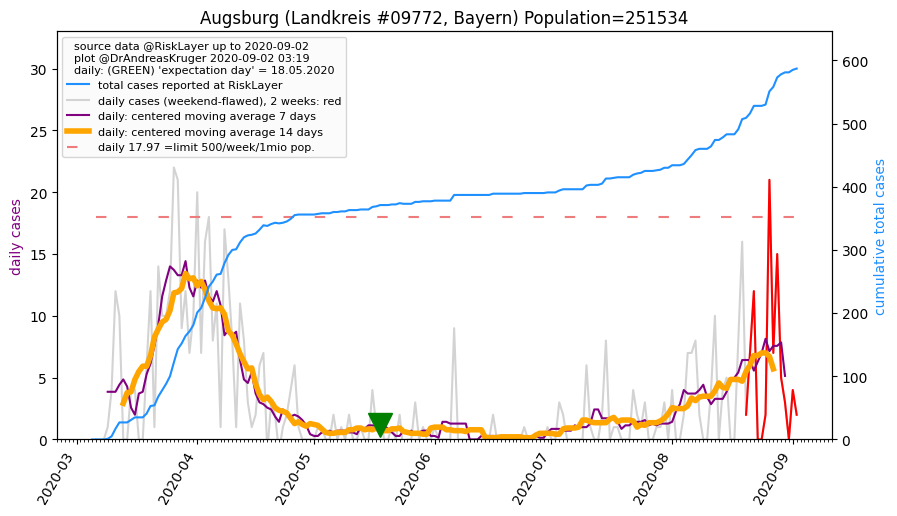 Augsburg (Landkreis #09772, Bayern) Population=251534
source data @RiskLayer up to 2020-09-02
plot @DrAndreasKruger 2020-09-02 03:19
daily: (GREEN) 'expectation day' = 18.05.2020
total cases reported at RiskLayer
daily cases (weekend-flawed), 2 weeks: red
daily: centered moving average 7 days
daily: centered moving average 14 days
daily 17.97 =limit 500/week/1mio pop.
daily cases
30
25
20
15
10
5
0
cumulative total cases
600
500
400
300
200
100
0
2020-03
2020-04
2020-05
2020-06
2020-07
2020-08
2020-09